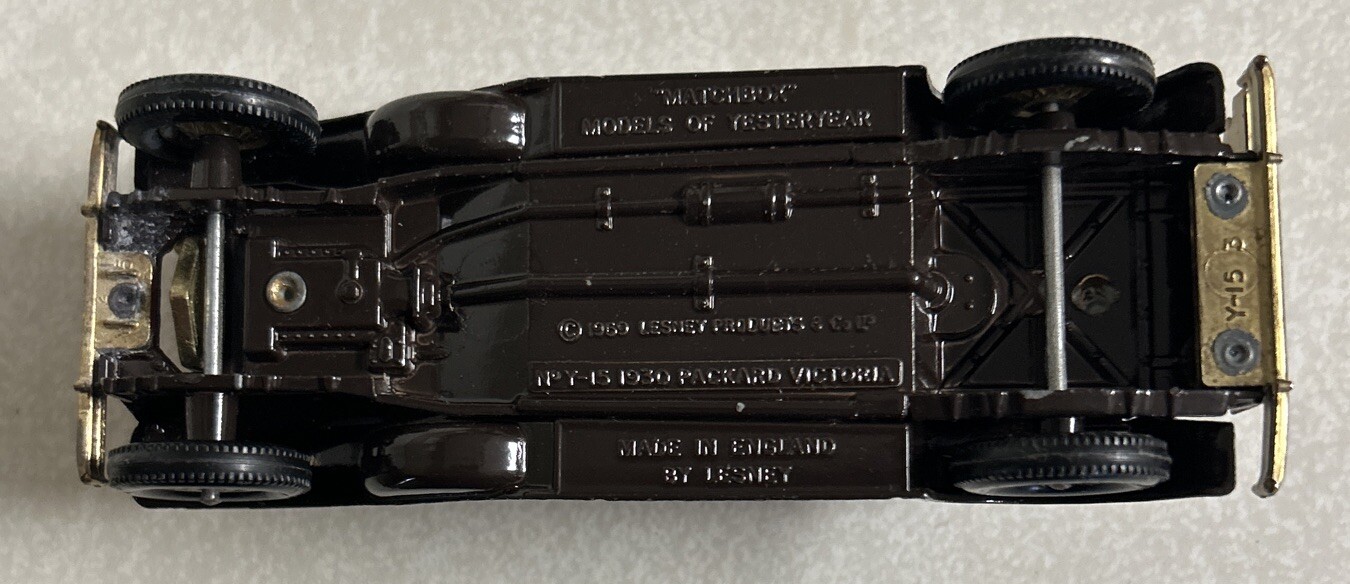 "MATCHBOX"
MODELS OF YESTERYEAR
© 1969 LESNEY PRODUCTS & Co LTD
No Y-15 1930 PACKARD VICTORIA
MADE IN ENGLAND
BY LESNEY
Y-15 3